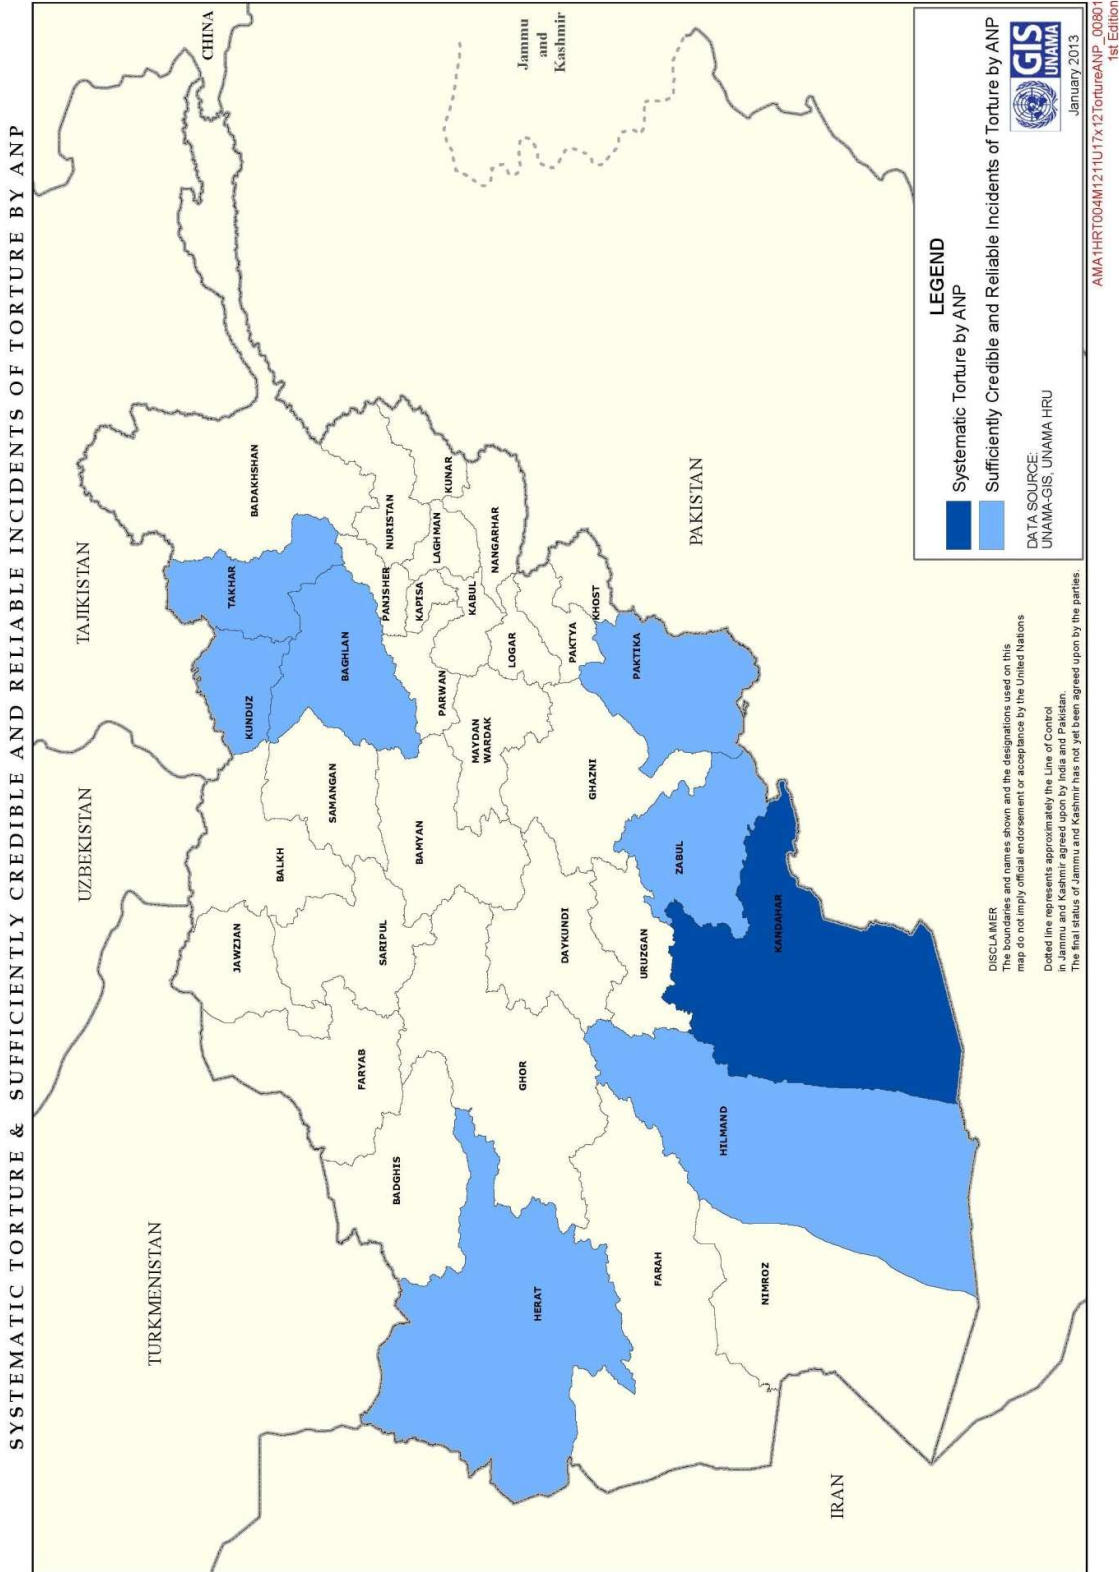 SYSTEMATIC TORTURE & SUFFICIENTLY CREDIBLE AND RELIABLE INCIDENTS OF TORTURE BY ANP
CHINA
TAJIKISTAN
UZBEKISTAN
TURKMENISTAN
Jammu
and
Kashmir
BADAKHSHAN
TAKHAR
KUNDUZ
BAGHLAN
BALKH
JAWZJAN
SAMANGAN
SARIPUL
FARYAB
BADGHIS
NURISTAN
KUNAR
LAGHMAN
NANGARHAR
PANJSHER
KAPISA
KABUL
PARWAN
LOGAR
MAYDAN
WARDAK
BAMYAN
PAKTYA
KHOST
PAKTIKA
GHAZNI
DAYKUNDI
GHOR
HERAT
URUZGAN
ZABUL
KANDAHAR
HILMAND
FARAH
NIMROZ
PAKISTAN
IRAN
LEGEND
Systematic Torture by ANP
Sufficiently Credible and Reliable Incidents of Torture by ANP
DATA SOURCE:
UNAMA-GIS, UNAMA HRU
GIS
UNAMA
January 2013
DISCLAIMER
The boundaries and names shown and the designations used on this
map do not imply official endorsement or acceptance by the United Nations
Dotted line represents approximately the Line of Control
in Jammu and Kashmir agreed upon by India and Pakistan.
The final status of Jammu and Kashmir has not yet been agreed upon by the parties.
AMA1HRT004M1211U17x12TortureANP_00801
1st Edition